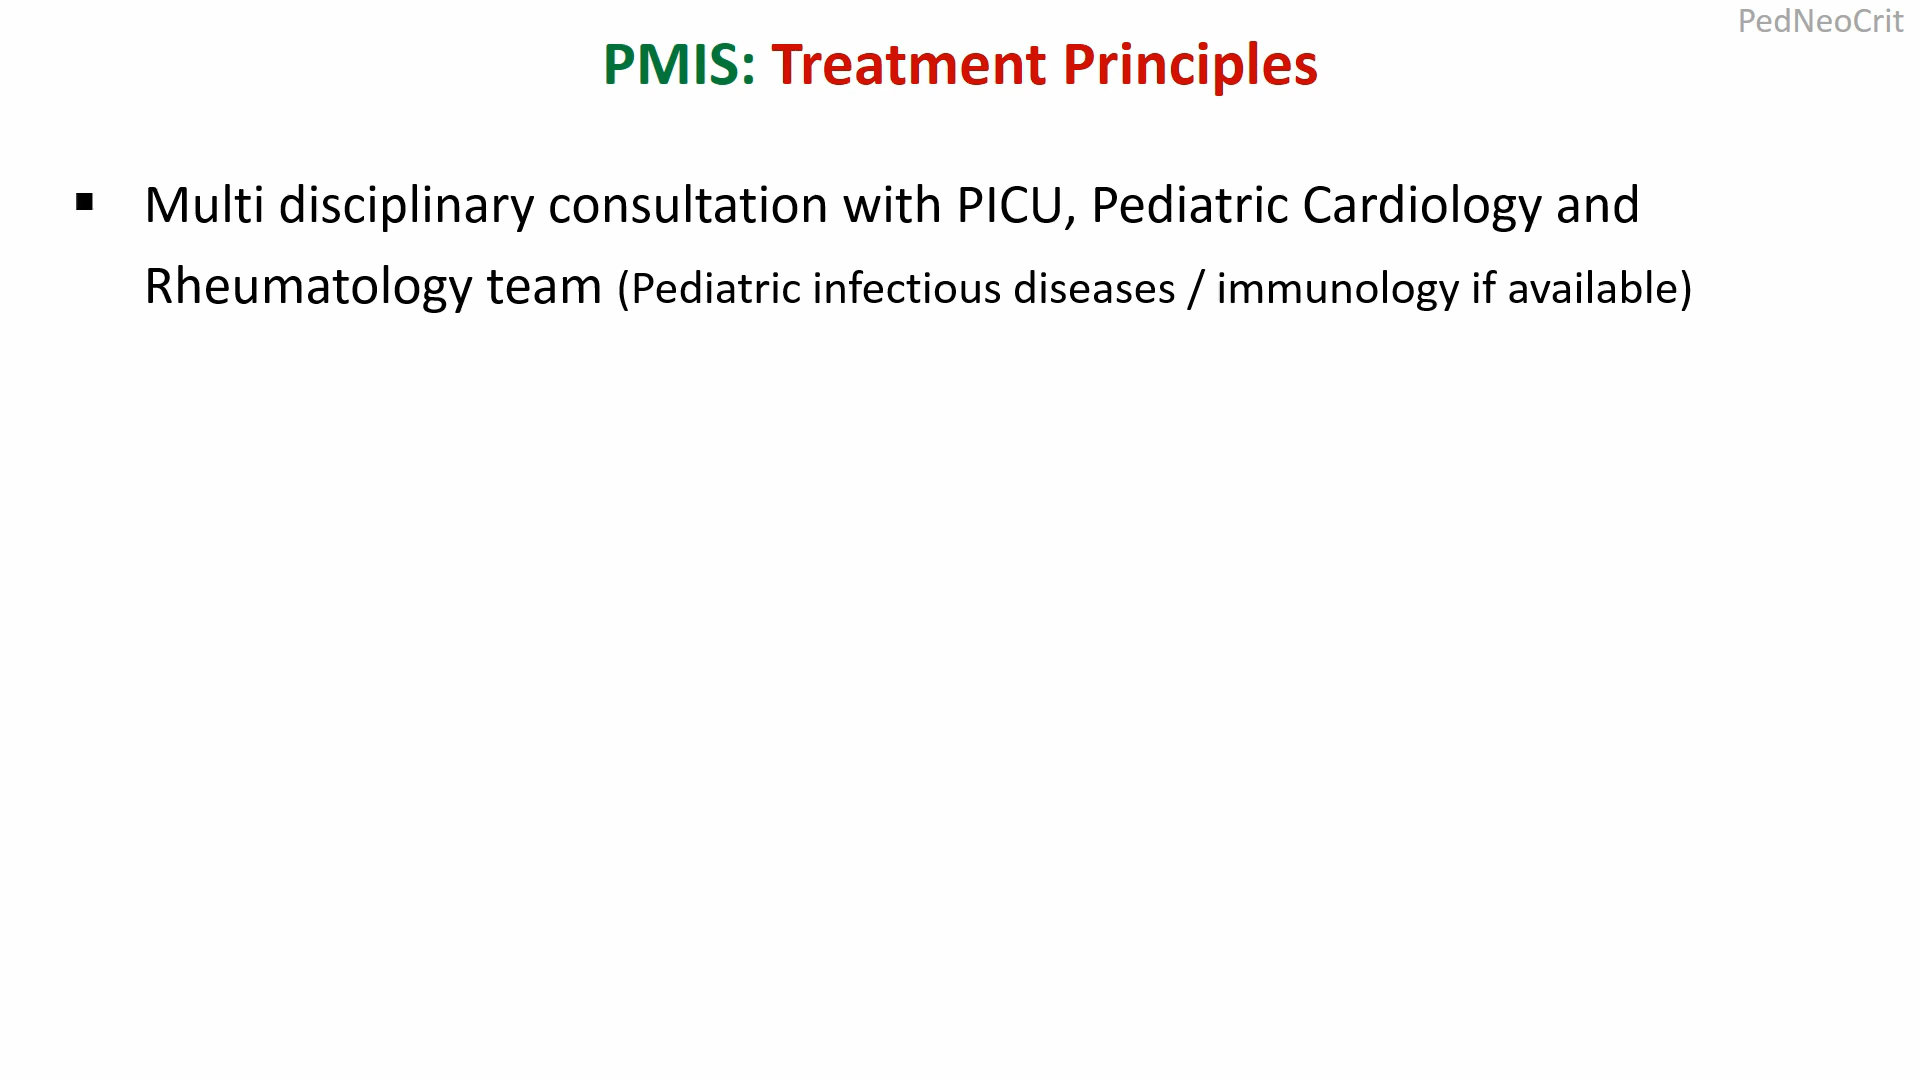 PedNeoCrit
PMIS: Treatment Principles
▪ Multi disciplinary consultation with PICU, Pediatric Cardiology and
Rheumatology team (Pediatric infectious diseases / immunology if available)